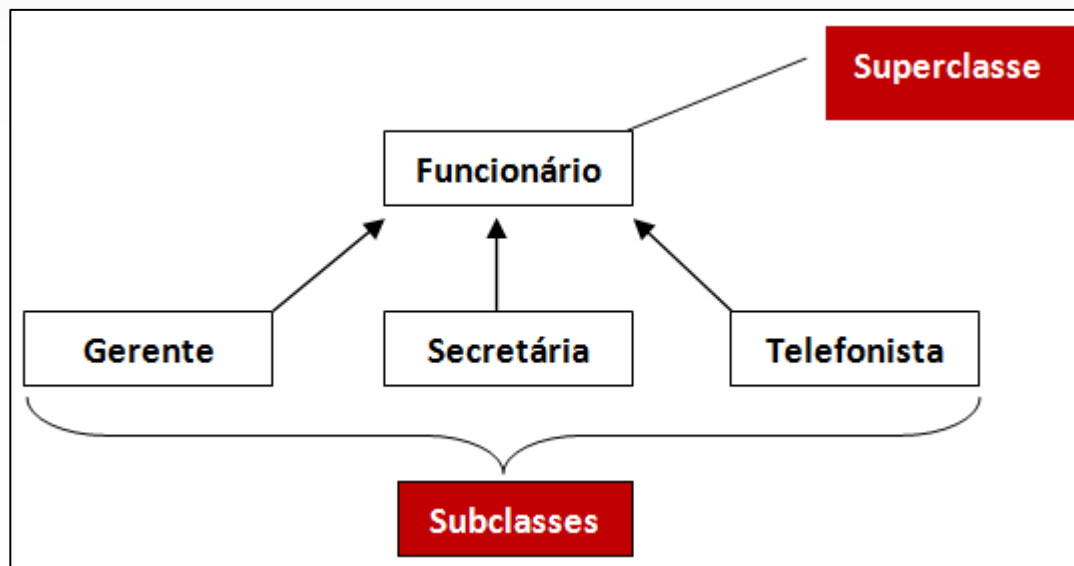 Superclasse
Funcionário
Gerente
Secretária
Telefonista
Subclasses